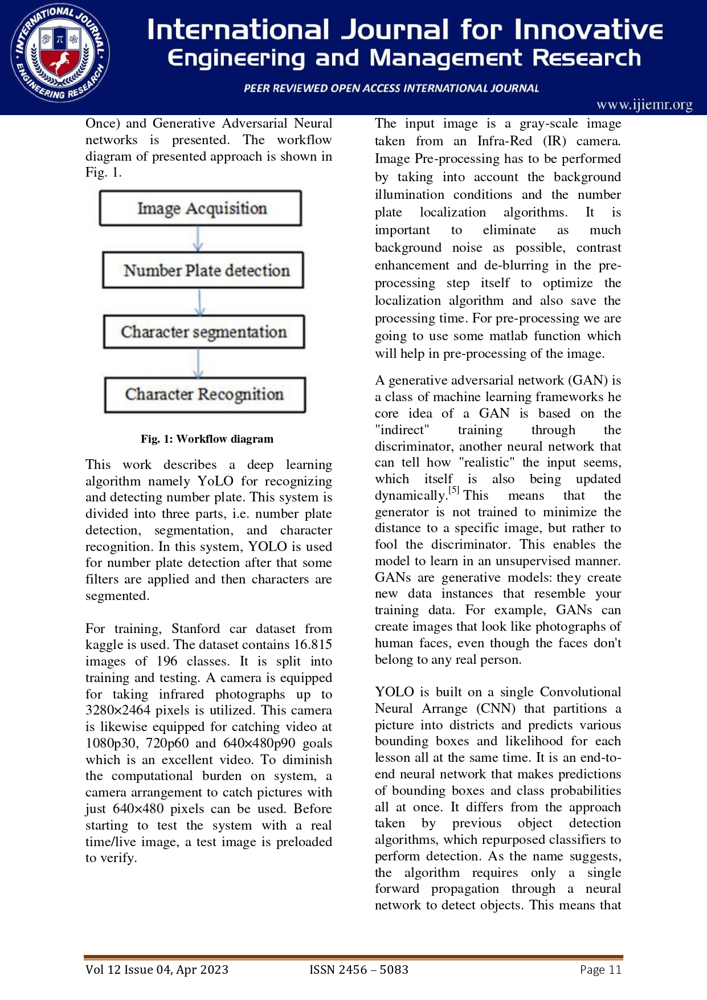 INTERNATIONAL JOURNAL
ENGINEERING RESEARCH
π
International Journal for Innovative
Engineering and Management Research
PEER REVIEWED OPEN ACCESS INTERNATIONAL JOURNAL
www.ijiemr.org
Once) and Generative Adversarial Neural
networks is presented. The workflow
diagram of presented approach is shown in
Fig. 1.
Image Acquisition
Number Plate detection
Character segmentation
Character Recognition
Fig. 1: Workflow diagram
This work describes a deep learning
algorithm namely YoLO for recognizing
and detecting number plate. This system is
divided into three parts, i.e. number plate
detection, segmentation, and character
recognition. In this system, YOLO is used
for number plate detection after that some
filters are applied and then characters are
segmented.
For training, Stanford car dataset from
kaggle is used. The dataset contains 16.815
images of 196 classes. It is split into
training and testing. A camera is equipped
for taking infrared photographs up to
3280×2464 pixels is utilized. This camera
is likewise equipped for catching video at
1080p30, 720p60 and 640×480p90 goals
which is an excellent video. To diminish
the computational burden on system, a
camera arrangement to catch pictures with
just 640×480 pixels can be used. Before
starting to test the system with a real
time/live image, a test image is preloaded
to verify.
The input image is a gray-scale image
taken from an Infra-Red (IR) camera.
Image Pre-processing has to be performed
by taking into account the background
illumination conditions and the number
plate localization algorithms. It is
important to eliminate as much
background noise as possible, contrast
enhancement and de-blurring in the pre-
processing step itself to optimize the
localization algorithm and also save the
processing time. For pre-processing we are
going to use some matlab function which
will help in pre-processing of the image.
A generative adversarial network (GAN) is
a class of machine learning frameworks he
core idea of a GAN is based on the
"indirect" training through the
discriminator, another neural network that
can tell how "realistic" the input seems,
which itself is also being updated
dynamically.[5] This means that the
generator is not trained to minimize the
distance to a specific image, but rather to
fool the discriminator. This enables the
model to learn in an unsupervised manner.
GANs are generative models: they create
new data instances that resemble your
training data. For example, GANs can
create images that look like photographs of
human faces, even though the faces don't
belong to any real person.
YOLO is built on a single Convolutional
Neural Arrange (CNN) that partitions a
picture into districts and predicts various
bounding boxes and likelihood for each
lesson all at the same time. It is an end-to-
end neural network that makes predictions
of bounding boxes and class probabilities
all at once. It differs from the approach
taken by previous object detection
algorithms, which repurposed classifiers to
perform detection. As the name suggests,
the algorithm requires only a single
forward propagation through a neural
network to detect objects. This means that
Vol 12 Issue 04, Apr 2023 ISSN 2456 – 5083 Page 11